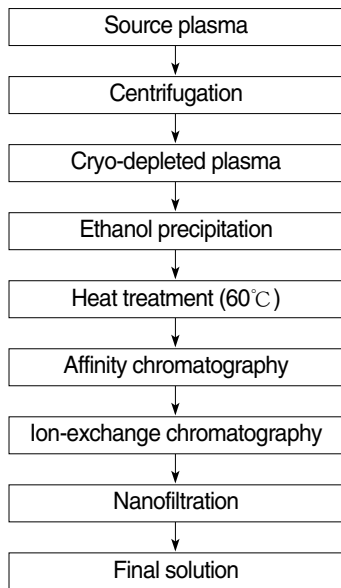 Source plasma
Centrifugation
Cryo-depleted plasma
Ethanol precipitation
Heat treatment (60℃)
Affinity chromatography
Ion-exchange chromatography
Nanofiltration
Final solution